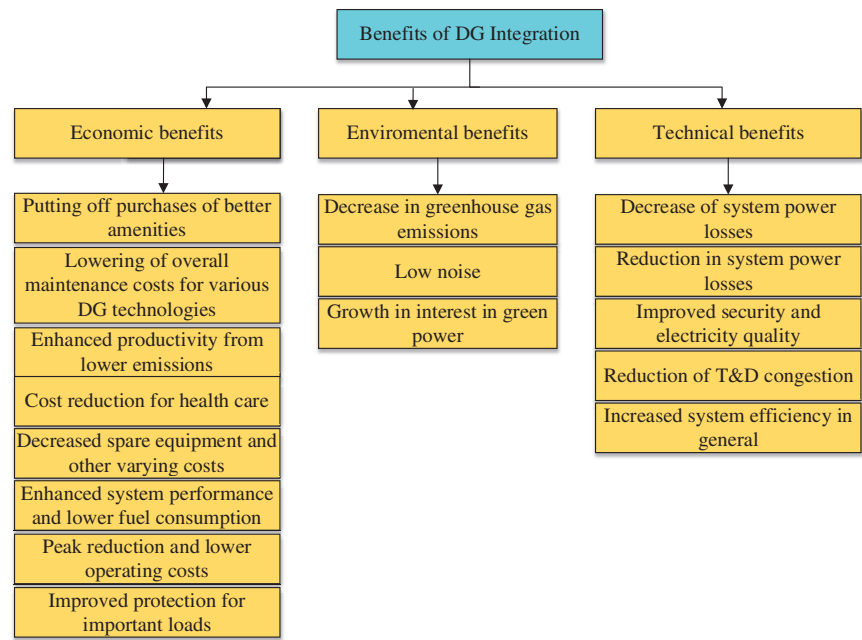 Benefits of DG Integration
Economic benefits
Enviromental benefits
Technical benefits
Putting off purchases of better
amenities
Lowering of overall
maintenance costs for various
DG technologies
Enhanced productivity from
lower emissions
Cost reduction for health care
Decreased spare equipment and
other varying costs
Enhanced system performance
and lower fuel consumption
Peak reduction and lower
operating costs
Improved protection for
important loads
Decrease in greenhouse gas
emissions
Low noise
Growth in interest in green
power
Decrease of system power
losses
Reduction in system power
losses
Improved security and
electricity quality
Reduction of T&D congestion
Increased system efficiency in
general